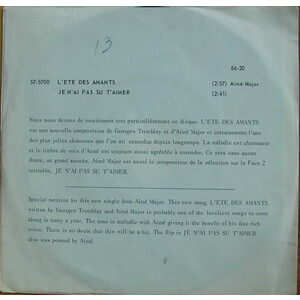 13
66-20
57-5700 L'ETE DES AMANTS (2:57) Aimé Major
JE N'AI PAS SU T'AIMER (2:41)
Nous nous devons de mentionner tout particulièrement ce disque. L'ETE DES AMANTS
est une nouvelle composition de Georges Tremblay et d'Aimé Major et certainement l'une
des plus jolies chansons que l'on ait entendues depuis longtemps. La mélodie est charmante
et le timbre de voix d'Aimé est toujours aussi agréable à entendre. Ce sera sans aucun
doute, un grand succès. Aimé Major est aussi le compositeur de la sélection sur la Face 2
intitulée, JE N'AI PAS SU T'AIMER.
Special mention for this new single from Aimé Major. This new song, L'ETE DES AMANTS,
written by Georges Tremblay and Aimé Major is probably one of the loveliest songs to come
along in many a year. The tune is melodic with Aimé giving it the benefit of his fine rich
voice. There is no doubt that this will be a hit. The flip is JE N'AI PAS SU T'AIMER
also was penned by Aimé.